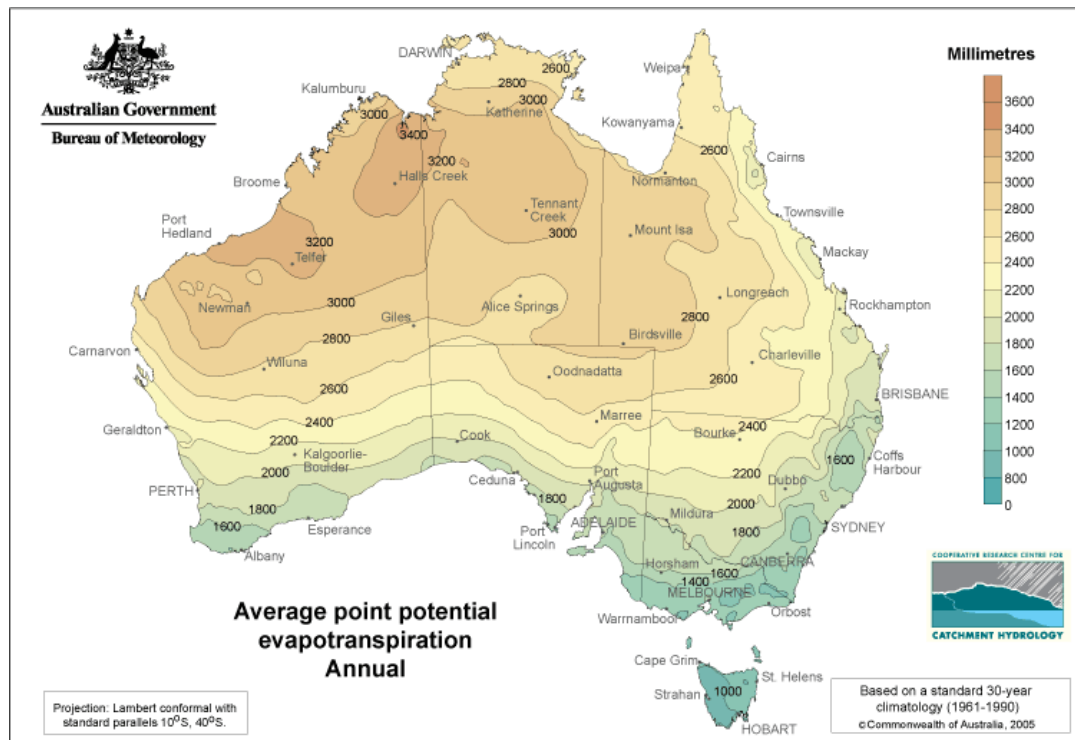 Australian Government
Bureau of Meteorology
DARWIN
2600
2800
3000
Katherine
Kalumburu
3000
3400
3200
Halls Creek
Broome
Weipa
Kowanyama
2600
Cairns
Normanton
Townsville
Tennant
Creek
3000
Mount Isa
Mackay
Port
Hedland
3200
Telfer
Newman
3000
Alice Springs
Longreach
Rockhampton
Giles
2800
2800
Birdsville
Carnarvon
Wiluna
Charleville
Oodnadatta
2600
2600
BRISBANE
2400
Marree
2400
Bourke
Geraldton
2200
Cook
Coffs
Harbour
1600
Kalgoorlie-
Boulder
2000
Port
Augusta
2200
Dubbo
Ceduna
PERTH
1800
1800
2000
Mildura
ADELAIDE
1800
SYDNEY
1600
Esperance
Port
Lincoln
Albany
Horsham
CANBERRA
1600
1400
MELBOURNE
Warrnamboor
Orbost
Cape Grim
St. Helens
Strahan
1000
HOBART
Millimetres
3600
3400
3200
3000
2800
2600
2400
2200
2000
1800
1600
1400
1200
1000
800
0
COOPERATIVE RESEARCH CENTRE FOR
CATCHMENT HYDROLOGY
Average point potential
evapotranspiration
Annual
Projection: Lambert conformal with
standard parallels 10°S, 40°S.
Based on a standard 30-year
climatology (1961-1990)
©Commonwealth of Australia, 2005